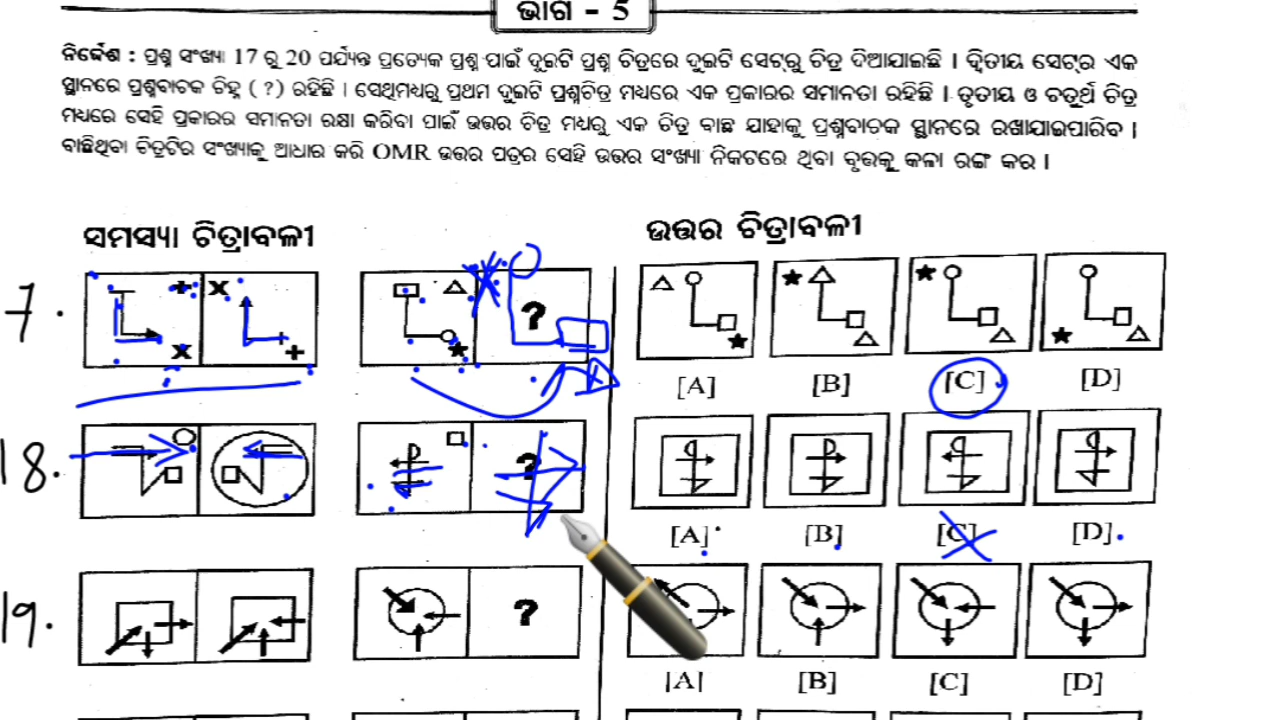 ଭାଗ - 5
ନିର୍ଦ୍ଦେଶ : ପ୍ରଶ୍ନ ସଂଖ୍ୟା 17 ରୁ 20 ପର୍ଯ୍ୟନ୍ତ ପ୍ରତ୍ୟେକ ପ୍ରଶ୍ନ ପାଇଁ ଦୁଇଟି ପ୍ରଶ୍ନ ଚିତ୍ରରେ ଦୁଇଟି ସେଟ୍‌ରୁ ଚିତ୍ର ଦିଆଯାଇଛି । ଦ୍ୱିତୀୟ ସେଟ୍‌ର ଏକ
ସ୍ଥାନରେ ପ୍ରଶ୍ନବାଚକ ଚିହ୍ନ ( ? ) ରହିଛି । ସେଥିମଧ୍ୟରୁ ପ୍ରଥମ ଦୁଇଟି ପ୍ରଶ୍ନଚିତ୍ର ମଧ୍ୟରେ ଏକ ପ୍ରକାରର ସମାନତା ରହିଛି । ତୃତୀୟ ଓ ଚତୁର୍ଥ ଚିତ୍ର
ମଧ୍ୟରେ ସେହି ପ୍ରକାରର ସମାନତା ରକ୍ଷା କରିବା ପାଇଁ ଉତ୍ତର ଚିତ୍ର ମଧ୍ୟରୁ ଏକ ଚିତ୍ର ବାଛ ଯାହାକୁ ପ୍ରଶ୍ନବାଚକ ସ୍ଥାନରେ ରଖାଯାଇପାରିବ ।
ବାଛିଥିବା ଚିତ୍ରଟିର ସଂଖ୍ୟାକୁ ଆଧାର କରି OMR ଉତ୍ତର ପତ୍ରର ସେହି ଉତ୍ତର ସଂଖ୍ୟା ନିକଟରେ ଥିବା ବୃତ୍ତକୁ କଳା ରଙ୍ଗ କର ।
ସମସ୍ୟା ଚିତ୍ରାବଳୀ ଉତ୍ତର ଚିତ୍ରାବଳୀ
7. ?
[A] [B] [C] [D]
18. ?
[A] [B] [C] [D]
19. ?
[A] [B] [C] [D]